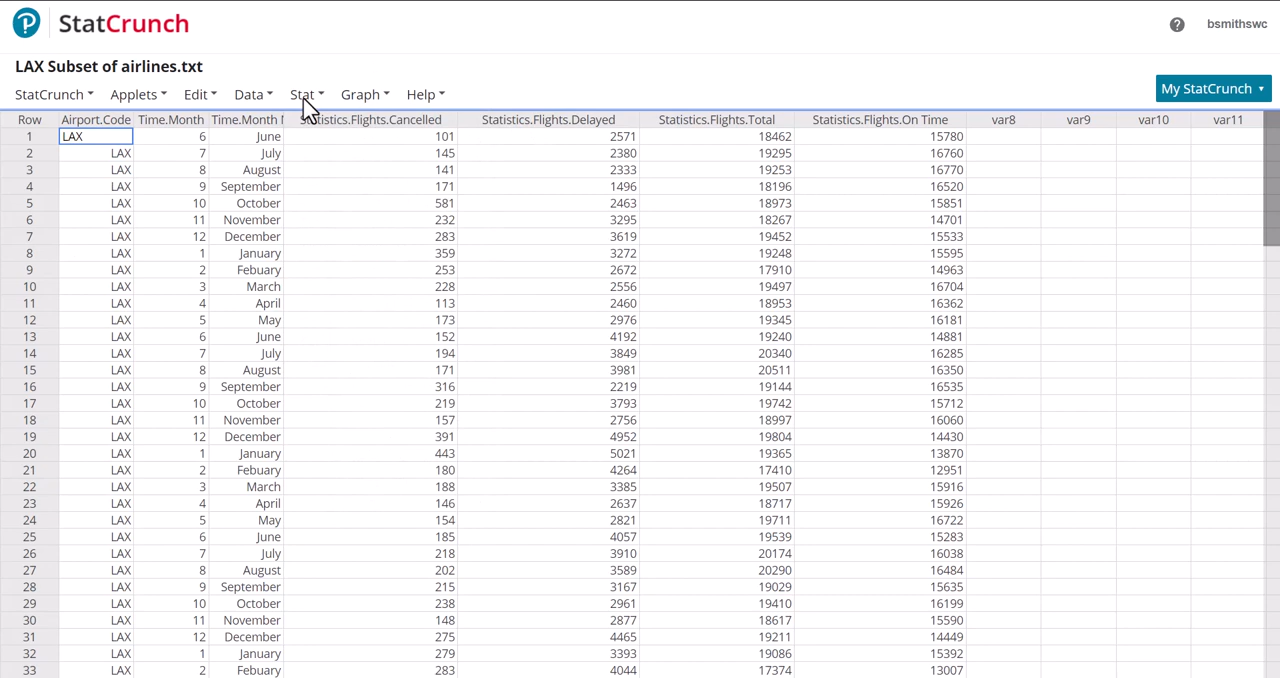 StatCrunch
bsmithswc
LAX Subset of airlines.txt
StatCrunch Applets Edit Data Stat Graph Help
My StatCrunch
Row Airport.Code Time.Month Time.Month Statistics.Flights.Cancelled Statistics.Flights.Delayed Statistics.Flights.Total Statistics.Flights.On Time var8 var9 var10 var11
1 LAX 6 June 101 2571 18462 15780
2 LAX 7 July 145 2380 19295 16760
3 LAX 8 August 141 2333 19253 16770
4 LAX 9 September 171 1496 18196 16520
5 LAX 10 October 581 2463 18973 15851
6 LAX 11 November 232 3295 18267 14701
7 LAX 12 December 283 3619 19452 15533
8 LAX 1 January 359 3272 19248 15595
9 LAX 2 Febuary 253 2672 17910 14963
10 LAX 3 March 228 2556 19497 16704
11 LAX 4 April 113 2460 18953 16362
12 LAX 5 May 173 2976 19345 16181
13 LAX 6 June 152 4192 19240 14881
14 LAX 7 July 194 3849 20340 16285
15 LAX 8 August 171 3981 20511 16350
16 LAX 9 September 316 2219 19144 16535
17 LAX 10 October 219 3793 19742 15712
18 LAX 11 November 157 2756 18997 16060
19 LAX 12 December 391 4952 19804 14430
20 LAX 1 January 443 5021 19365 13870
21 LAX 2 Febuary 180 4264 17410 12951
22 LAX 3 March 188 3385 19507 15916
23 LAX 4 April 146 2637 18717 15926
24 LAX 5 May 154 2821 19711 16722
25 LAX 6 June 185 4057 19539 15283
26 LAX 7 July 218 3910 20174 16038
27 LAX 8 August 202 3589 20290 16484
28 LAX 9 September 215 3167 19029 15635
29 LAX 10 October 238 2961 19410 16199
30 LAX 11 November 148 2877 18617 15590
31 LAX 12 December 275 4465 19211 14449
32 LAX 1 January 279 3393 19086 15392
33 LAX 2 Febuary 283 4044 17374 13007